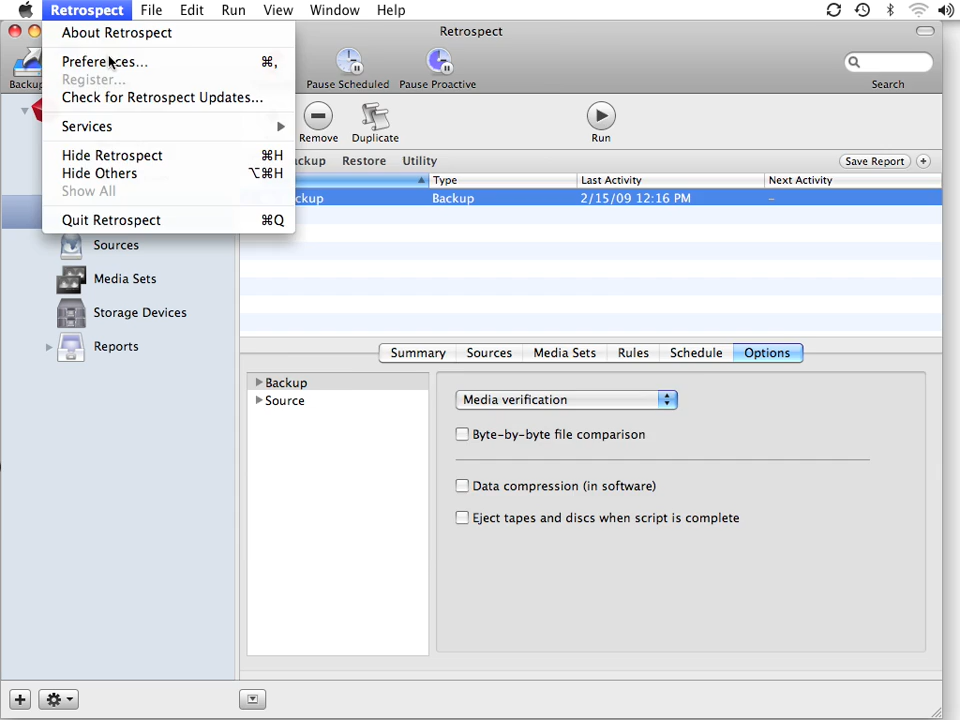 Retrospect File Edit Run View Window Help
About Retrospect
Preferences... ⌘,
Register...
Check for Retrospect Updates...
Services
Hide Retrospect ⌘H
Hide Others ⌥⌘H
Show All
Quit Retrospect ⌘Q
Retrospect
Backup Pause Scheduled Pause Proactive Search
Remove Duplicate Run
ackup Restore Utility Save Report
Type Last Activity Next Activity
ckup Backup 2/15/09 12:16 PM –
Sources
Media Sets
Storage Devices
Reports
Summary Sources Media Sets Rules Schedule Options
Backup
Source
Media verification
Byte-by-byte file comparison
Data compression (in software)
Eject tapes and discs when script is complete